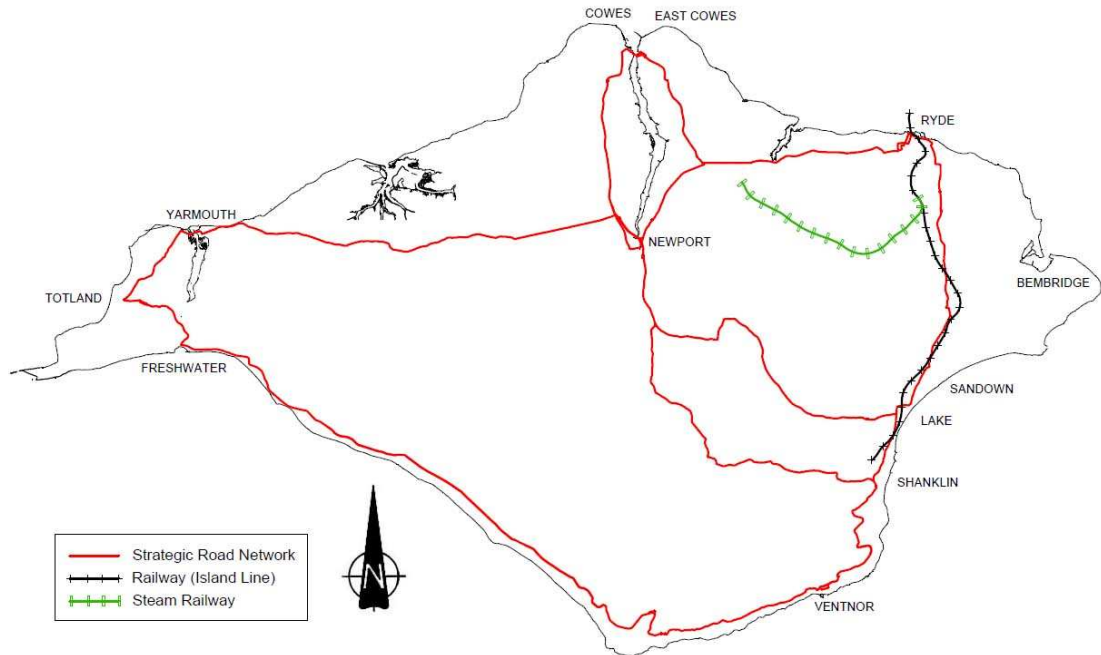 COWES
EAST COWES
RYDE
YARMOUTH
NEWPORT
BEMBRIDGE
TOTLAND
FRESHWATER
SANDOWN
LAKE
SHANKLIN
Strategic Road Network
Railway (Island Line)
Steam Railway
N
VENTNOR